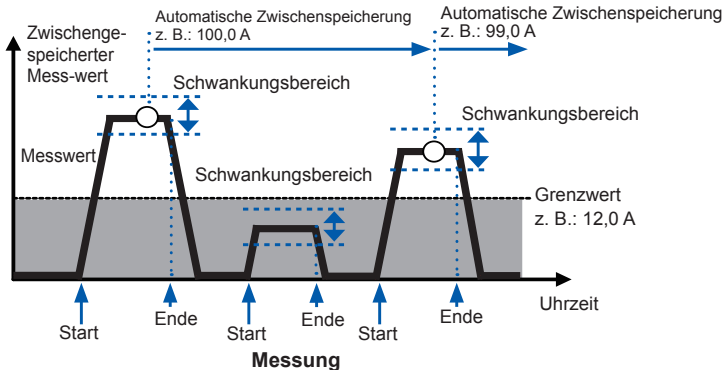 Zwischenge-
speicherter
Mess-wert
Automatische Zwischenspeicherung
z. B.: 100,0 A
Automatische Zwischenspeicherung
z. B.: 99,0 A
Schwankungsbereich
Schwankungsbereich
Messwert
Schwankungsbereich
Grenzwert
z. B.: 12,0 A
Uhrzeit
Start
Ende
Start
Ende
Start
Ende
Messung